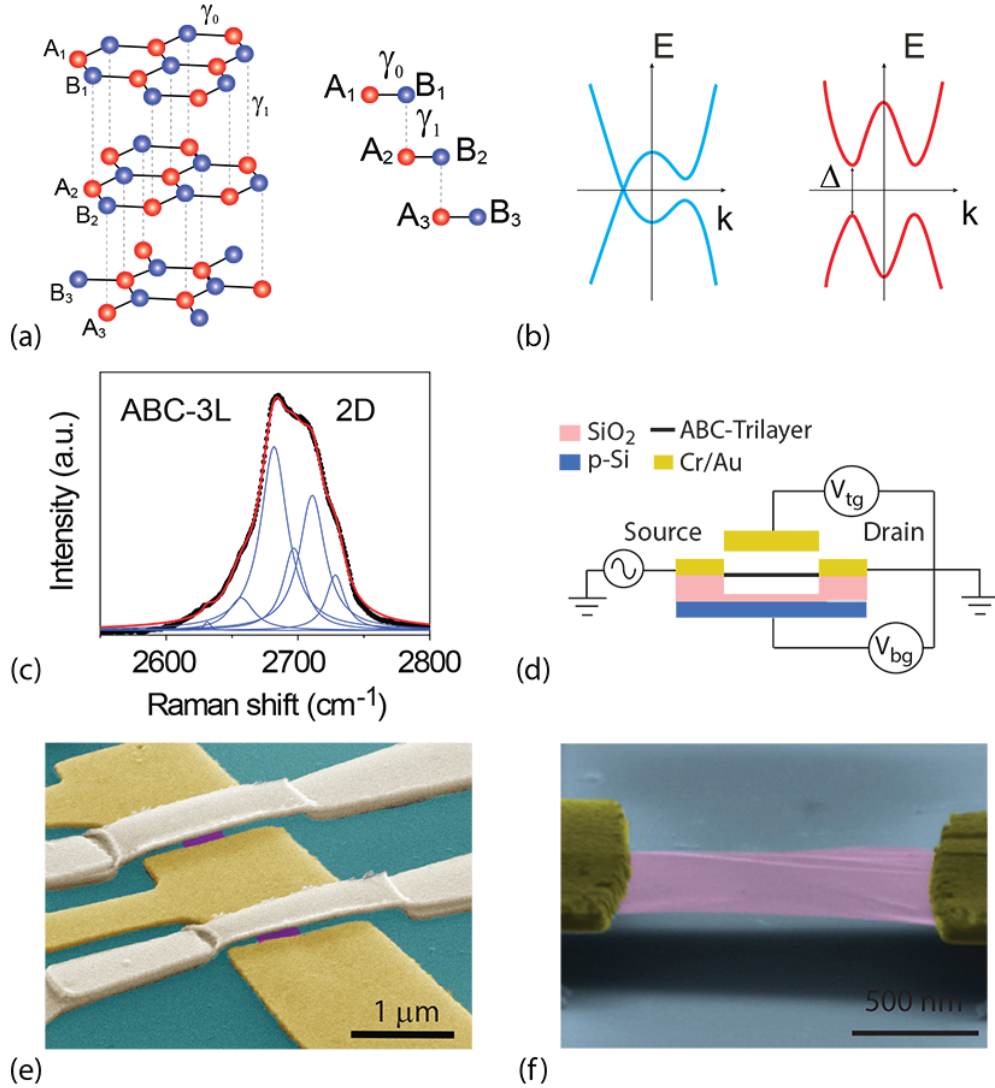 γ0
A1
B1
γ1
A2
B2
B3
A3
γ0
A1 B1
γ1
A2 B2
A3 B3
(a)
E
k
E
Δ
k
(b)
ABC-3L 2D
Intensity (a.u.)
2600 2700 2800
Raman shift (cm-1)
(c)
SiO2 ABC-Trilayer
p-Si Cr/Au
Vtg
Source Drain
Vbg
(d)
1 μm
(e)
500 nm
(f)